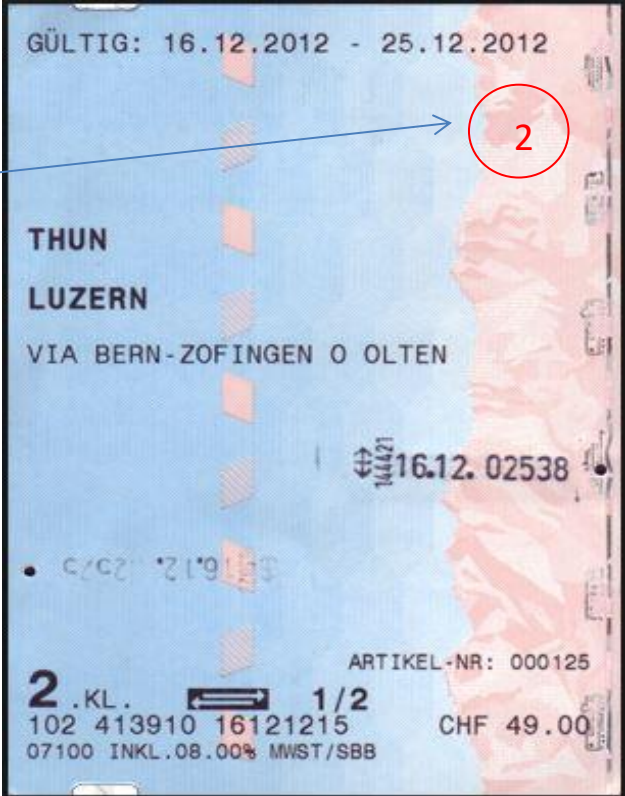 GÜLTIG: 16.12.2012 - 25.12.2012
2
THUN
LUZERN
VIA BERN-ZOFINGEN O OLTEN
144421 16.12. 02538
ARTIKEL-NR: 000125
2.KL. 1/2
102 413910 16121215 CHF 49.00
07100 INKL.08.00% MWST/SBB